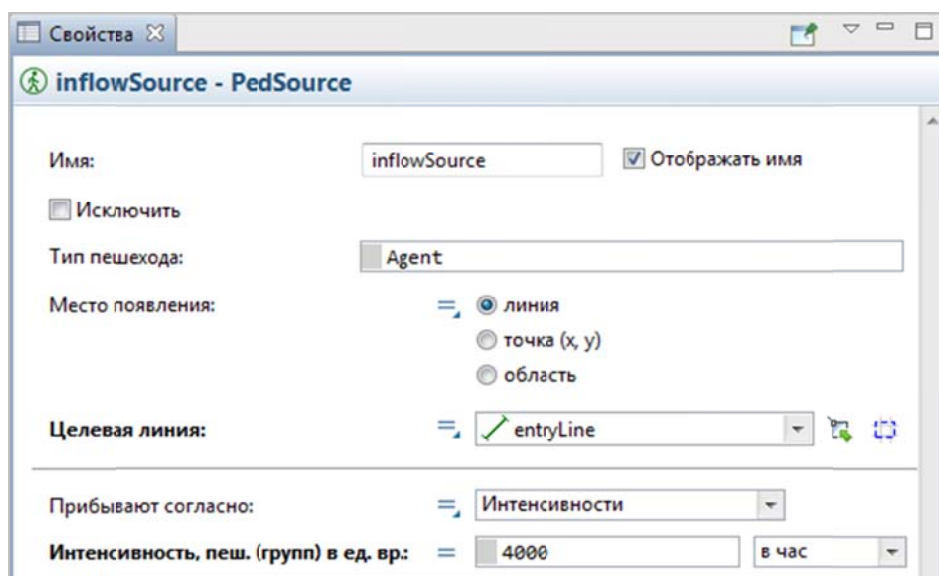 Свойства
inflowSource - PedSource
Имя: inflowSource Отображать имя
Исключить
Тип пешехода: Agent
Место появления: линия
точка (x, y)
область
Целевая линия: entryLine
Прибывают согласно: Интенсивности
Интенсивность, пеш. (групп) в ед. вр.: 4000 в час